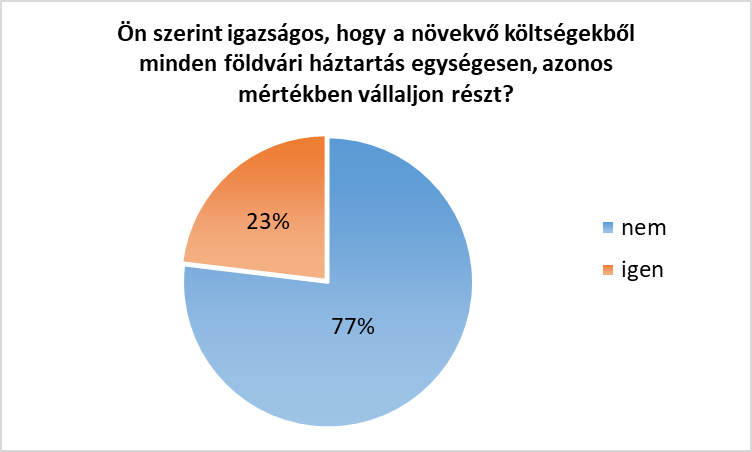 Ön szerint igazságos, hogy a növekvő költségekből
minden földvári háztartás egységesen, azonos
mértékben vállaljon részt?
23%
77%
nem
igen